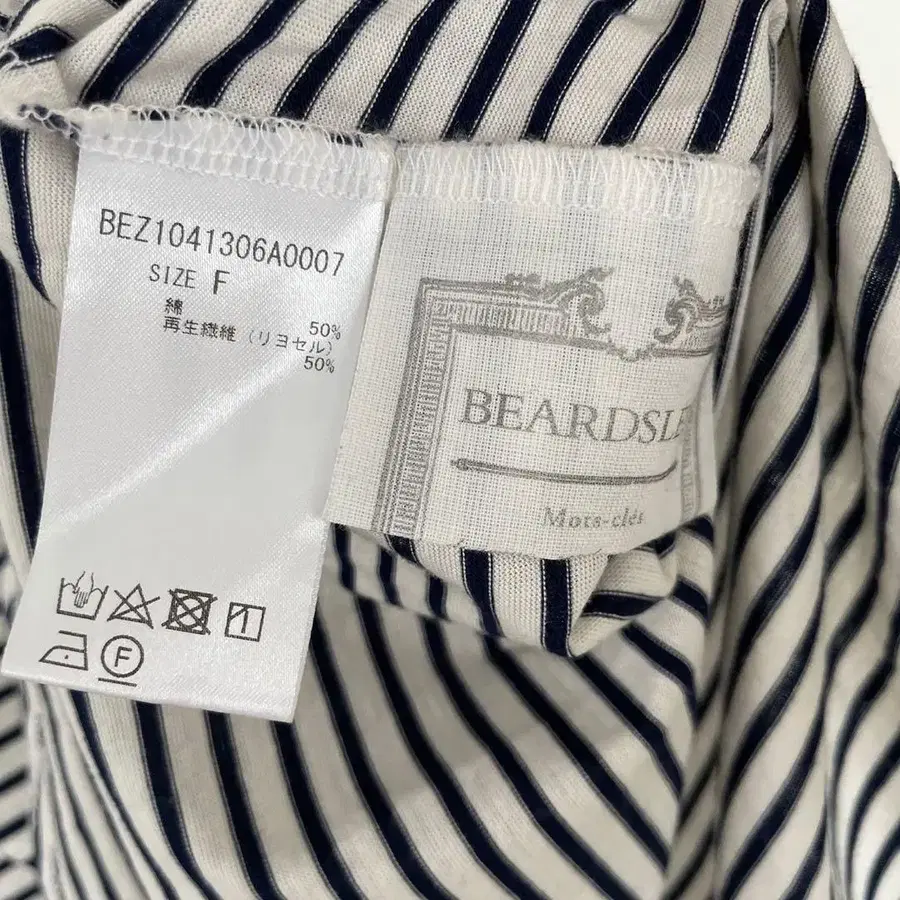 BEZ1041306A0007
SIZE F
綿 50%
再生繊維(リヨセル)
50%
F
BEARDSLE
Mots-clés